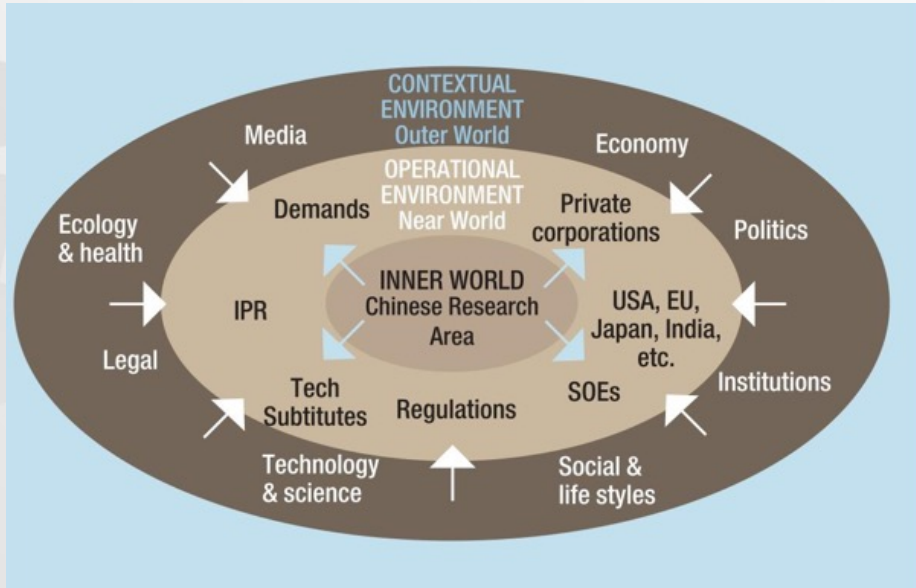 CONTEXTUAL
ENVIRONMENT
Outer World
Media
Economy
OPERATIONAL
ENVIRONMENT
Near World
Demands
Private
corporations
Ecology
& health
Politics
INNER WORLD
Chinese Research
Area
IPR
USA, EU,
Japan, India,
etc.
Legal
Institutions
Tech
Subtitutes
Regulations
SOEs
Technology
& science
Social &
life styles